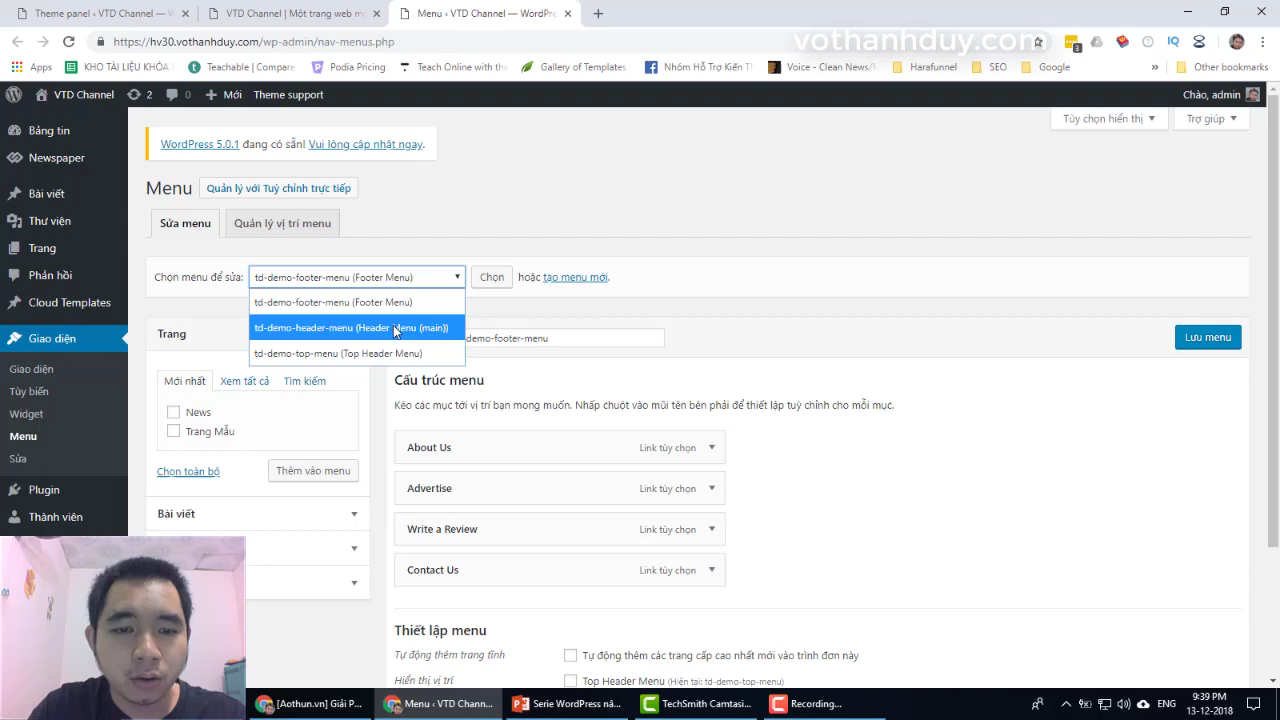 Theme panel ‹ VTD Channel — Wor
VTD Channel | Một trang web m
Menu ‹ VTD Channel — WordPre
https://hv30.vothanhduy.com/wp-admin/nav-menus.php
vothanhduy.com
3
Apps
KHO TÀI LIỆU KHÓA
Teachable | Compare
Podia Pricing
Teach Online with the
Gallery of Templates
Nhóm Hỗ Trợ Kiến Th
Voice - Clean News/M
Harafunnel
SEO
Google
»
Other bookmarks
VTD Channel
2
0
Mới
Theme support
Chào, admin
Bảng tin
Newspaper
Bài viết
Thư viện
Trang
Phản hồi
Cloud Templates
Giao diện
Giao diện
Tùy biến
Widget
Menu
Sửa
Plugin
Thành viên
Tùy chọn hiển thị
Trợ giúp
WordPress 5.0.1 đang có sẵn! Vui lòng cập nhật ngay.
Menu
Quản lý với Tuỳ chỉnh trực tiếp
Sửa menu
Quản lý vị trí menu
Chọn menu để sửa:
td-demo-footer-menu (Footer Menu)
Chọn
hoặc tạo menu mới.
td-demo-footer-menu (Footer Menu)
td-demo-header-menu (Header Menu (main))
td-demo-top-menu (Top Header Menu)
Trang
demo-footer-menu
Lưu menu
Mới nhất
Xem tất cả
Tìm kiếm
News
Trang Mẫu
Chọn toàn bộ
Thêm vào menu
Bài viết
Cấu trúc menu
Kéo các mục tới vị trí bạn mong muốn. Nhấp chuột vào mũi tên bên phải để thiết lập tuỳ chỉnh cho mỗi mục.
About Us
Link tùy chọn
Advertise
Link tùy chọn
Write a Review
Link tùy chọn
Contact Us
Link tùy chọn
Thiết lập menu
Tự động thêm trang tĩnh
Tự động thêm các trang cấp cao nhất mới vào trình đơn này
Hiển thị vị trí
Top Header Menu (Hiện tại: td-demo-top-menu)
[Aothun.vn] Giải P...
Menu ‹ VTD Chann...
Serie WordPress nâ...
TechSmith Camtasi...
Recording...
ENG
9:39 PM
13-12-2018